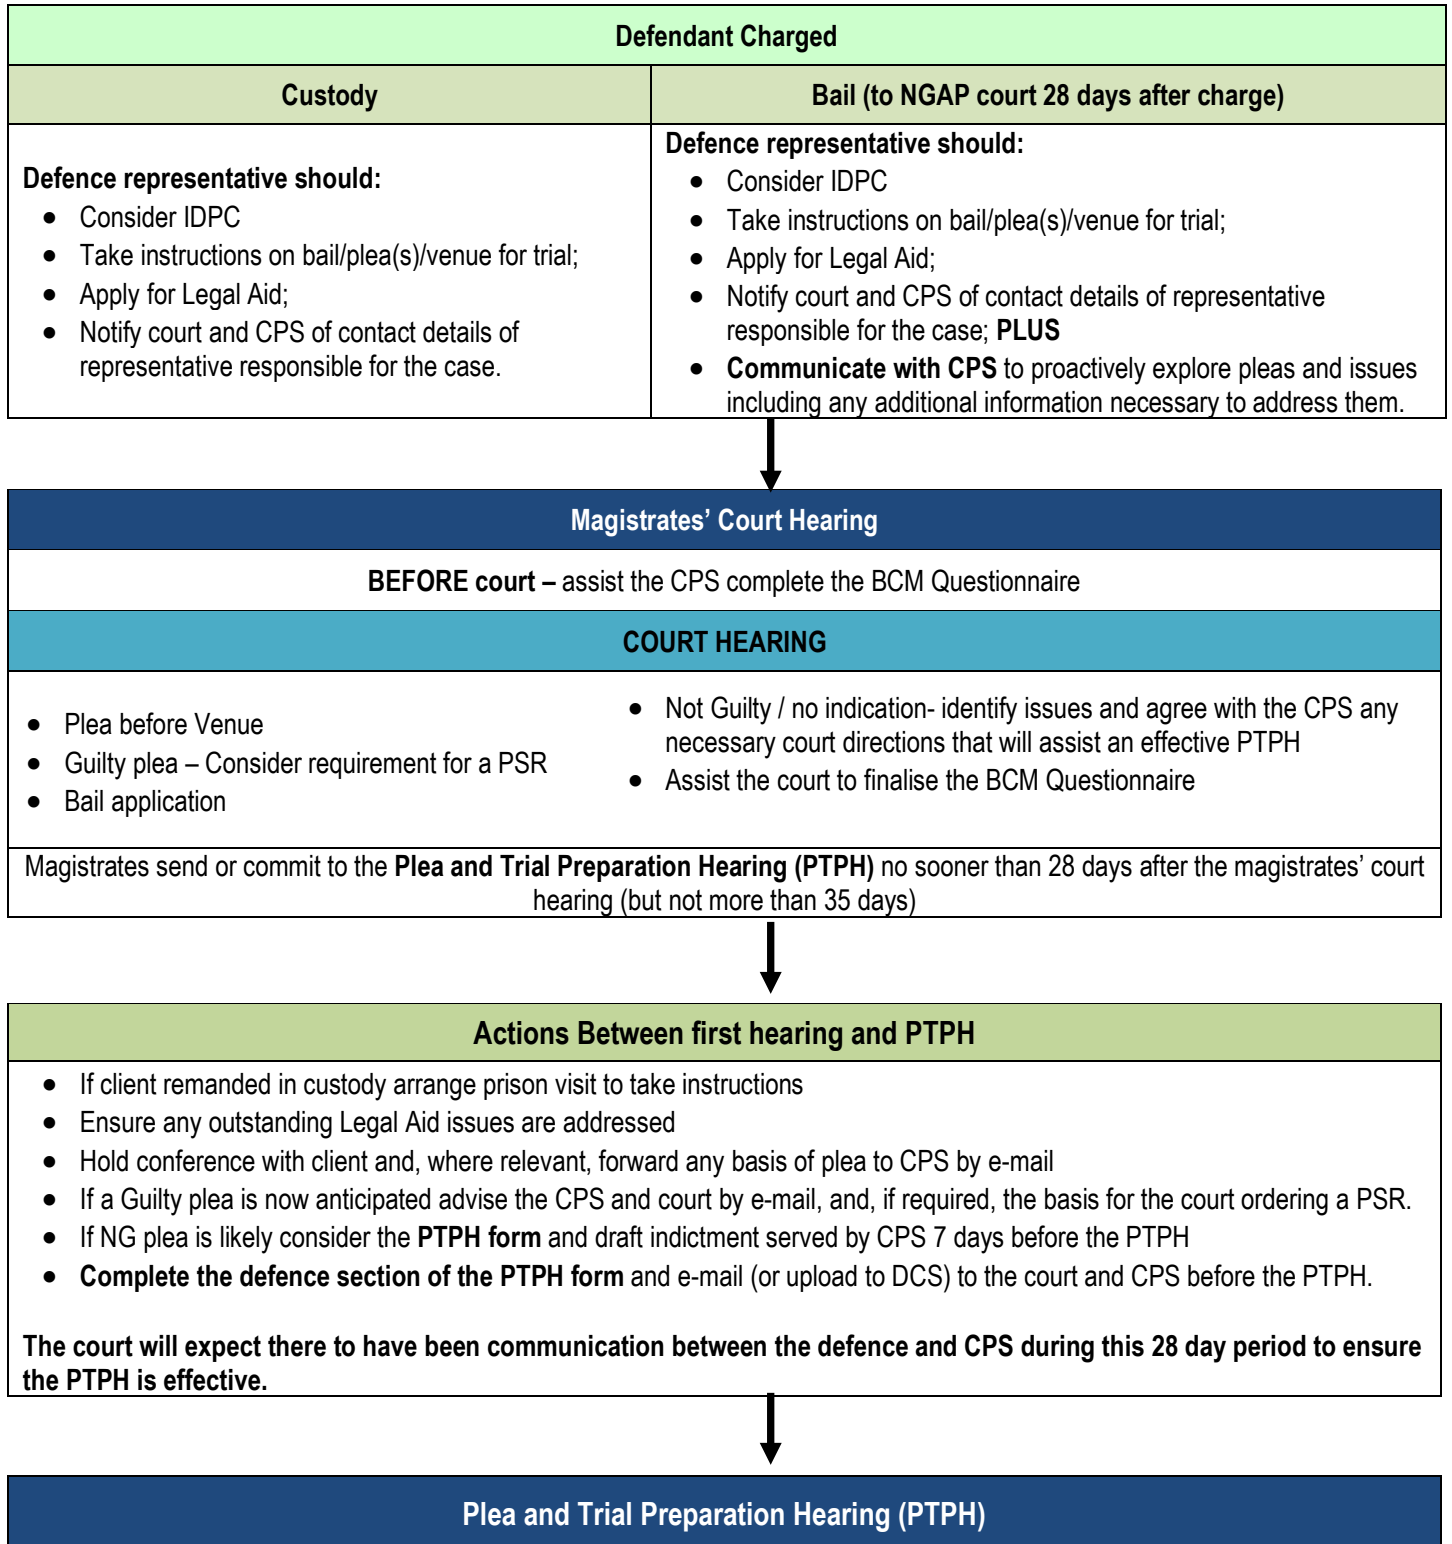 Defendant Charged
Custody
Bail (to NGAP court 28 days after charge)
Defence representative should:
• Consider IDPC
• Take instructions on bail/plea(s)/venue for trial;
• Apply for Legal Aid;
• Notify court and CPS of contact details of
representative responsible for the case.
Defence representative should:
• Consider IDPC
• Take instructions on bail/plea(s)/venue for trial;
• Apply for Legal Aid;
• Notify court and CPS of contact details of representative
responsible for the case; PLUS
• Communicate with CPS to proactively explore pleas and issues
including any additional information necessary to address them.
Magistrates’ Court Hearing
BEFORE court – assist the CPS complete the BCM Questionnaire
COURT HEARING
• Plea before Venue
• Guilty plea – Consider requirement for a PSR
• Bail application
• Not Guilty / no indication- identify issues and agree with the CPS any
necessary court directions that will assist an effective PTPH
• Assist the court to finalise the BCM Questionnaire
Magistrates send or commit to the Plea and Trial Preparation Hearing (PTPH) no sooner than 28 days after the magistrates’ court
hearing (but not more than 35 days)
Actions Between first hearing and PTPH
• If client remanded in custody arrange prison visit to take instructions
• Ensure any outstanding Legal Aid issues are addressed
• Hold conference with client and, where relevant, forward any basis of plea to CPS by e-mail
• If a Guilty plea is now anticipated advise the CPS and court by e-mail, and, if required, the basis for the court ordering a PSR.
• If NG plea is likely consider the PTPH form and draft indictment served by CPS 7 days before the PTPH
• Complete the defence section of the PTPH form and e-mail (or upload to DCS) to the court and CPS before the PTPH.
The court will expect there to have been communication between the defence and CPS during this 28 day period to ensure
the PTPH is effective.
Plea and Trial Preparation Hearing (PTPH)